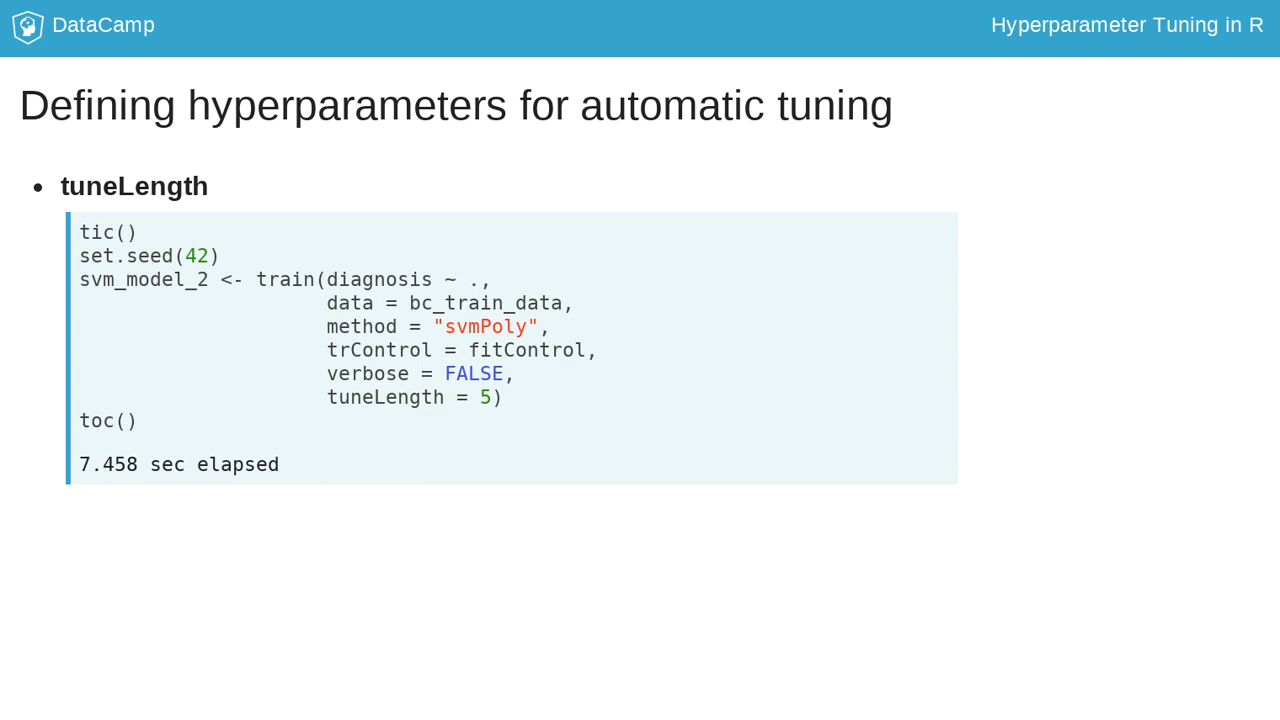 DataCamp
Hyperparameter Tuning in R
Defining hyperparameters for automatic tuning
• tuneLength
tic()
set.seed(42)
svm_model_2 <- train(diagnosis ~ .,
                     data = bc_train_data,
                     method = "svmPoly",
                     trControl = fitControl,
                     verbose = FALSE,
                     tuneLength = 5)
toc()
7.458 sec elapsed